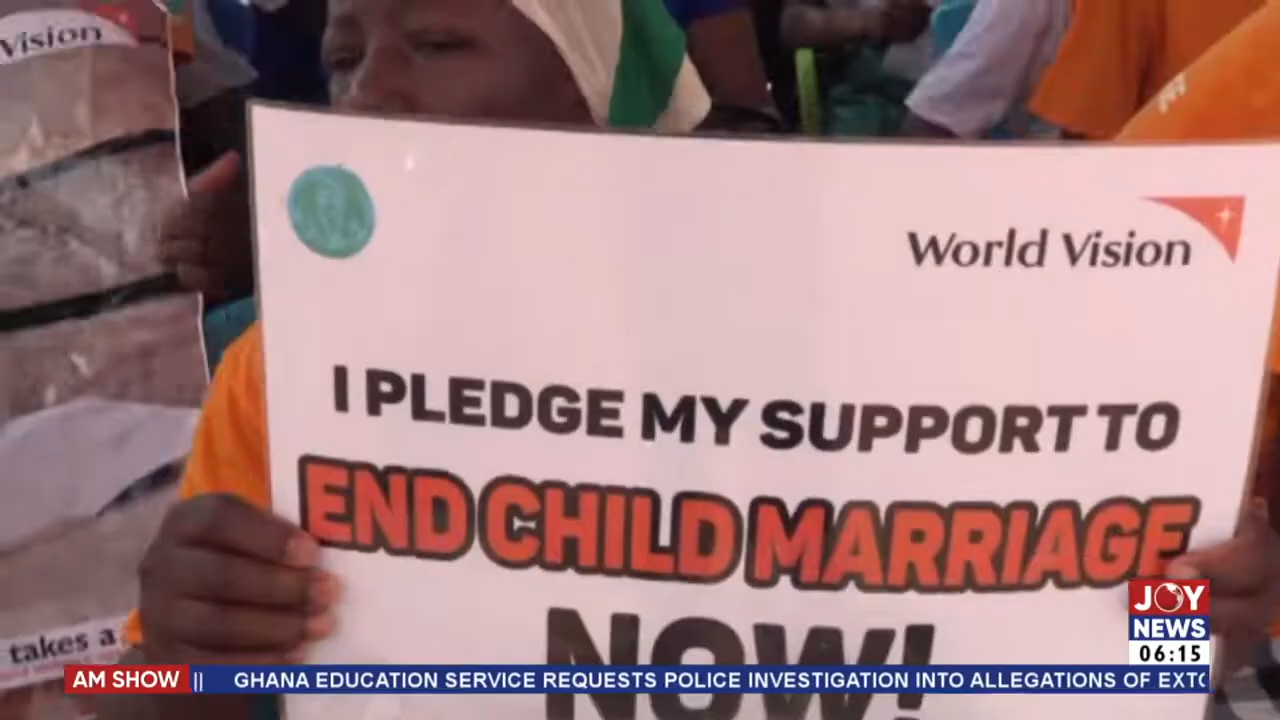 Vision
World Vision
I PLEDGE MY SUPPORT TO
END CHILD MARRIAGE
NOW!
takes a
JOY
NEWS
06:15
AM SHOW || GHANA EDUCATION SERVICE REQUESTS POLICE INVESTIGATION INTO ALLEGATIONS OF EXTO